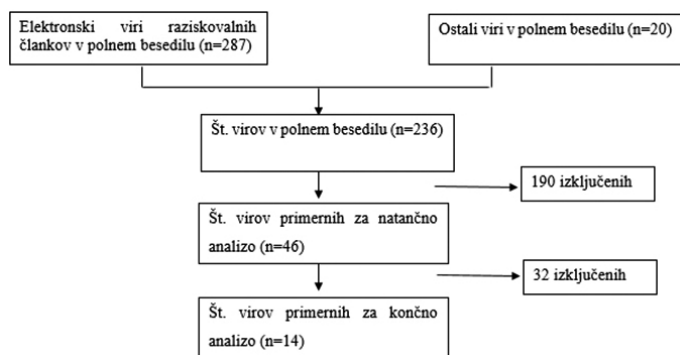 Elektronski viri raziskovalnih
člankov v polnem besedilu (n=287)
Ostali viri v polnem besedilu (n=20)
Št. virov v polnem besedilu (n=236)
190 izključenih
Št. virov primernih za natančno
analizo (n=46)
32 izključenih
Št. virov primernih za končno
analizo (n=14)